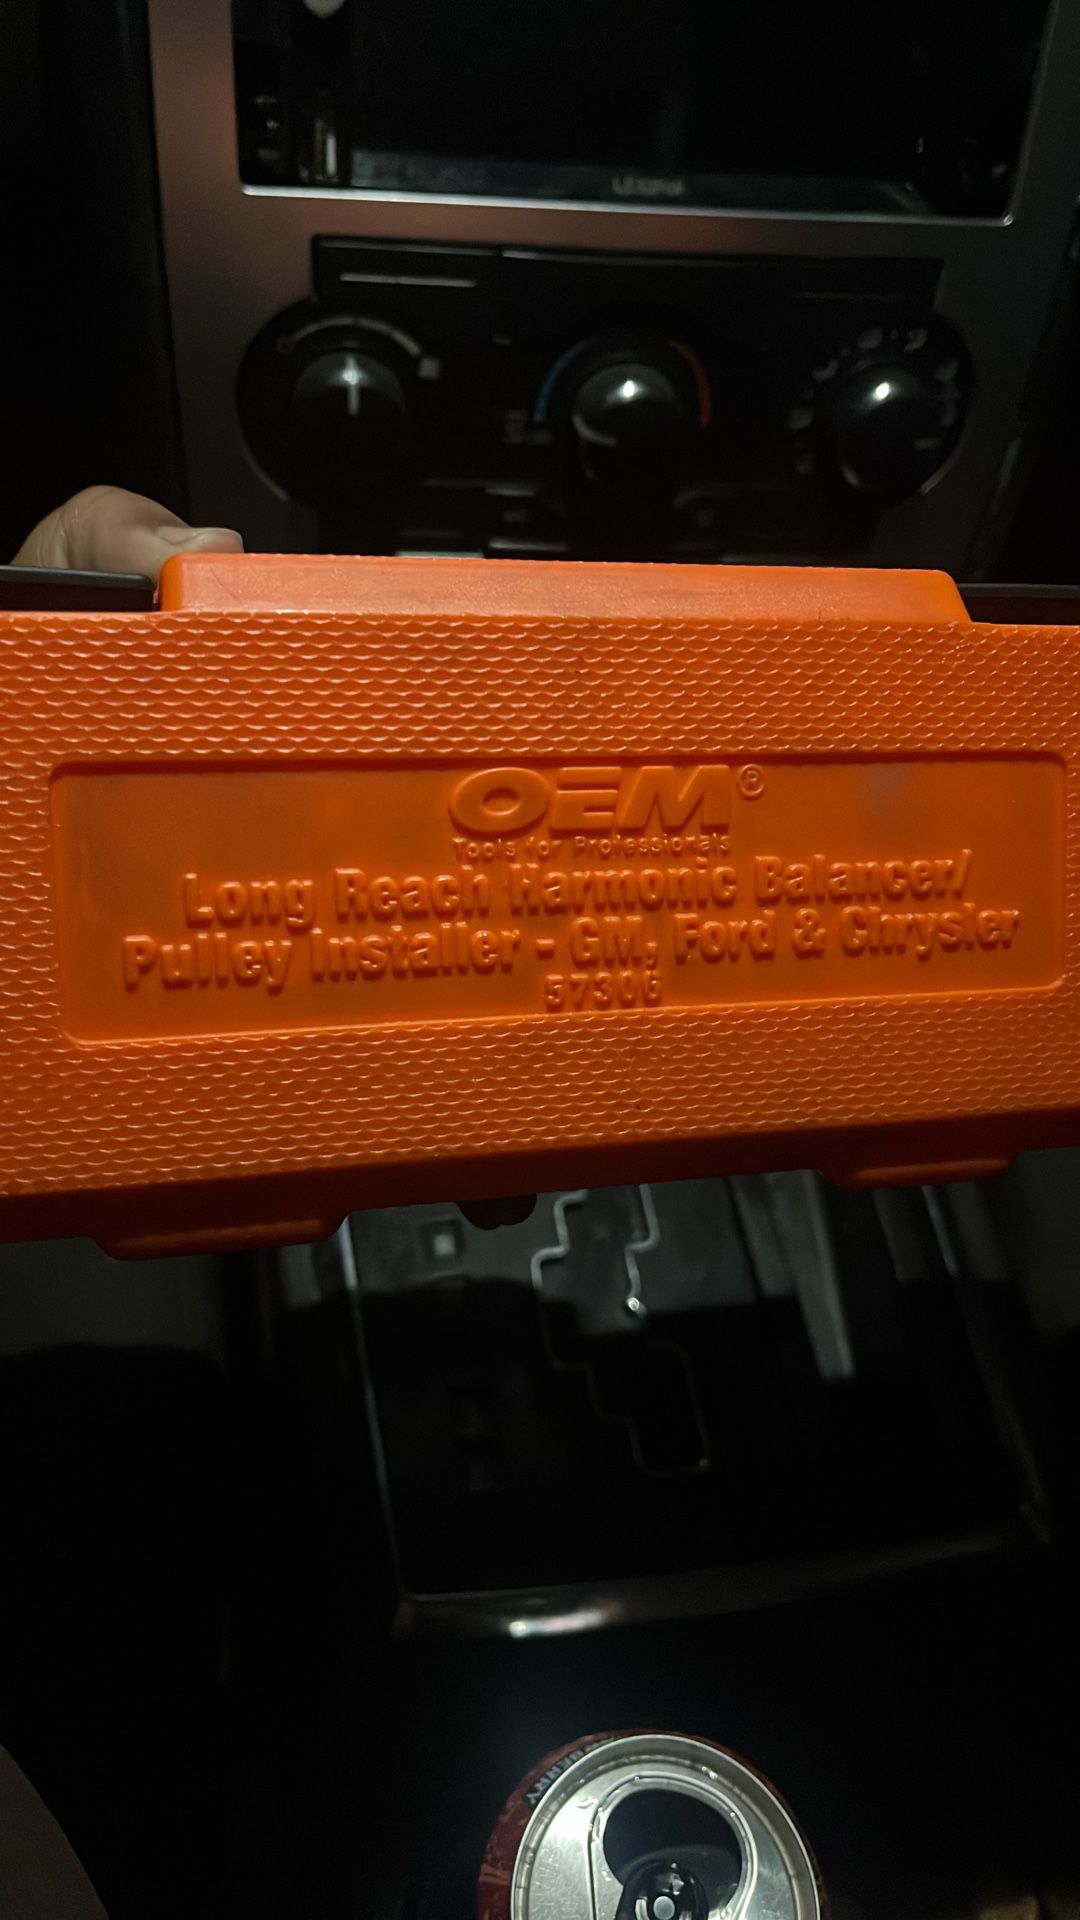 OEM®
Tools for Professionals
Long Reach Harmonic Balancer/
Pulley Installer - GM, Ford & Chrysler
57306